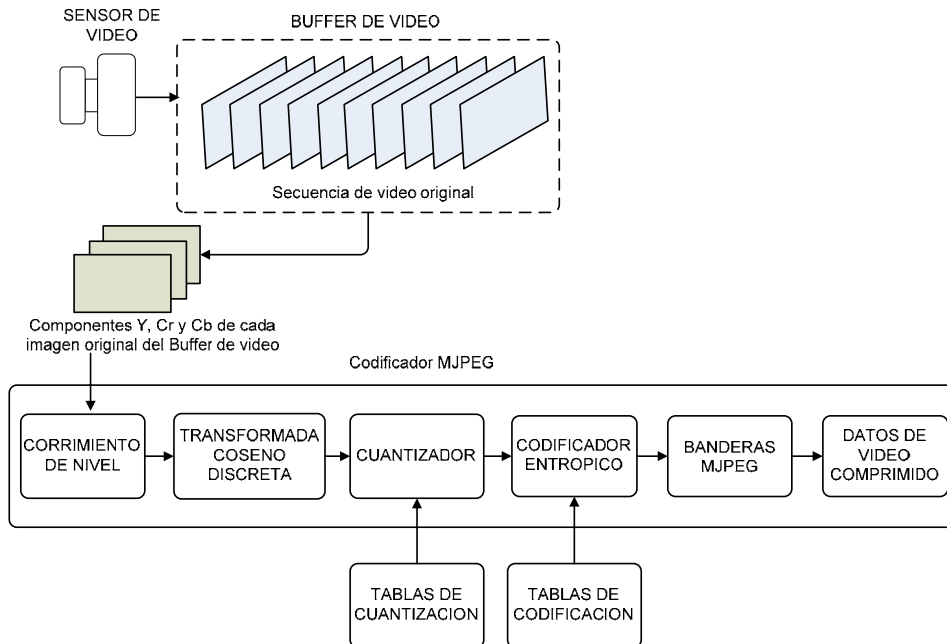 SENSOR DE
VIDEO
BUFFER DE VIDEO
Secuencia de video original
Componentes Y, Cr y Cb de cada
imagen original del Buffer de video
Codificador MJPEG
CORRIMIENTO
DE NIVEL
TRANSFORMADA
COSENO
DISCRETA
CUANTIZADOR
CODIFICADOR
ENTROPICO
BANDERAS
MJPEG
DATOS DE
VIDEO
COMPRIMIDO
TABLAS DE
CUANTIZACION
TABLAS DE
CODIFICACION